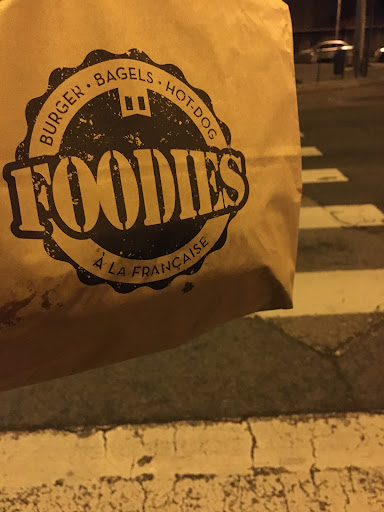 BURGER · BAGELS · HOT-DOG
FOODIES
À LA FRANÇAISE